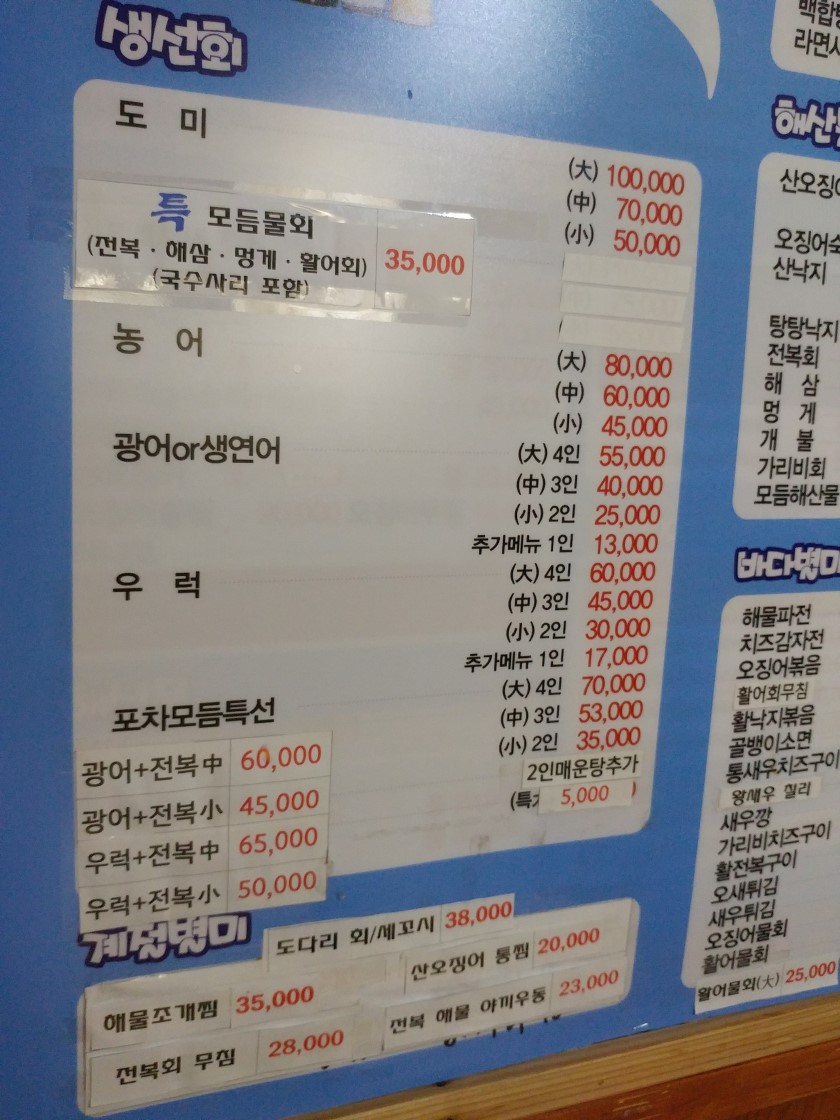 생선회
도 미
(大) 100,000
(中) 70,000
(小) 50,000
특 모듬물회
(전복 · 해삼 · 멍게 · 활어회)
(국수사리 포함)
35,000
농 어
(大) 80,000
(中) 60,000
(小) 45,000
광어or생연어
(大) 4인 55,000
(中) 3인 40,000
(小) 2인 25,000
추가메뉴 1인 13,000
우 럭
(大) 4인 60,000
(中) 3인 45,000
(小) 2인 30,000
추가메뉴 1인 17,000
포차모듬특선
(大) 4인 70,000
(中) 3인 53,000
(小) 2인 35,000
2인매운탕추가
5,000
광어+전복中 60,000
광어+전복小 45,000
우럭+전복中 65,000
우럭+전복小 50,000
계절별미
도다리 회/세꼬시 38,000
산오징어 통찜 20,000
해물조개찜 35,000
전복 해물 야끼우동 23,000
전복회 무침 28,000
산오징어
산낙지
탕탕낙지
전복회
해 삼
멍 게
개 불
가리비회
모듬해산물
바다별미
해물파전
치즈감자전
오징어볶음
활어회무침
활낙지볶음
골뱅이소면
통새우치즈구이
왕새우 칠리
새우깡
가리비치즈구이
활전복구이
오새튀김
새우튀김
오징어물회
활어물회
활어물회(大) 25,000